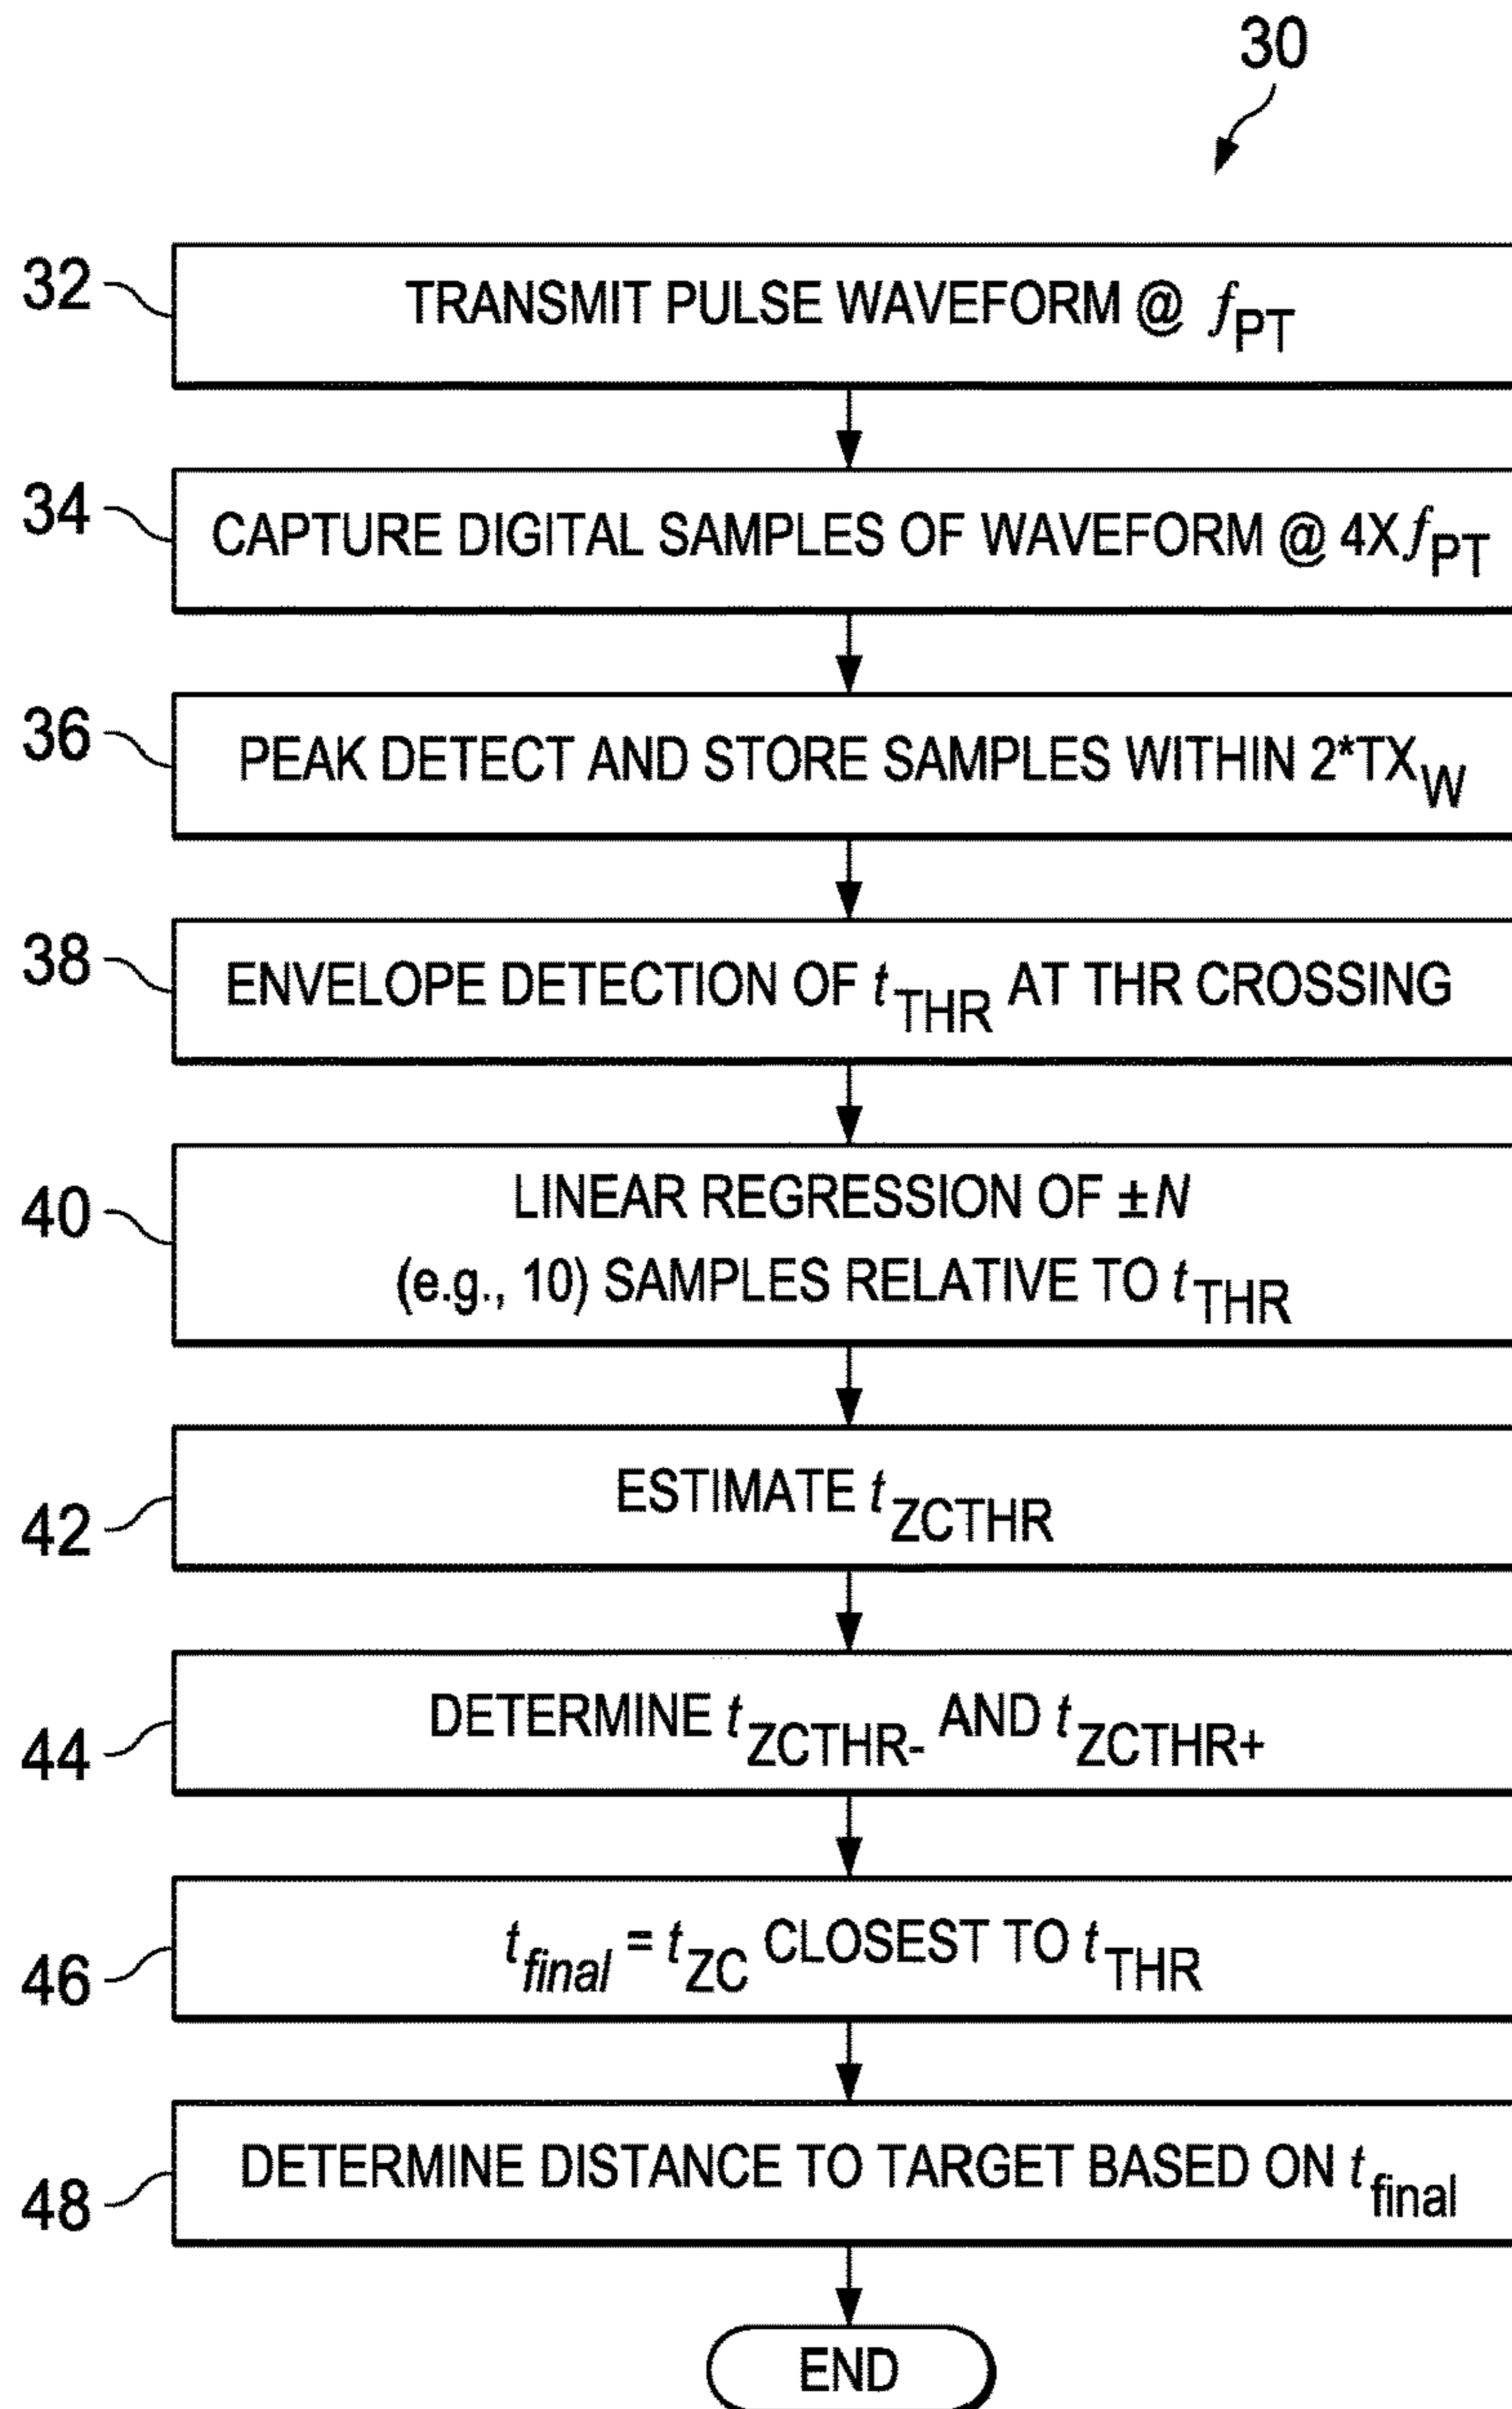 30
32
TRANSMIT PULSE WAVEFORM @ fPT
34
CAPTURE DIGITAL SAMPLES OF WAVEFORM @ 4X fPT
36
PEAK DETECT AND STORE SAMPLES WITHIN 2*TXW
38
ENVELOPE DETECTION OF tTHR AT THR CROSSING
40
LINEAR REGRESSION OF ±N
(e.g., 10) SAMPLES RELATIVE TO tTHR
42
ESTIMATE tZCTHR
44
DETERMINE tZCTHR- AND tZCTHR+
46
tfinal = tZC CLOSEST TO tTHR
48
DETERMINE DISTANCE TO TARGET BASED ON tfinal
END